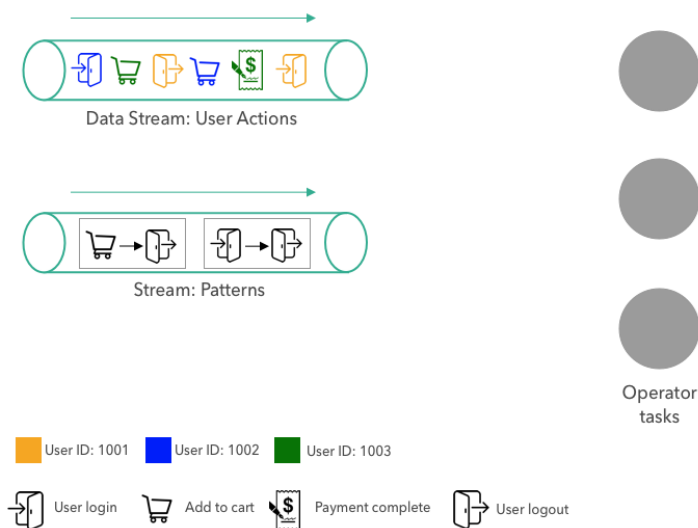 $
Data Stream: User Actions
Stream: Patterns
Operator
tasks
User ID: 1001
User ID: 1002
User ID: 1003
User login
Add to cart
$
Payment complete
User logout